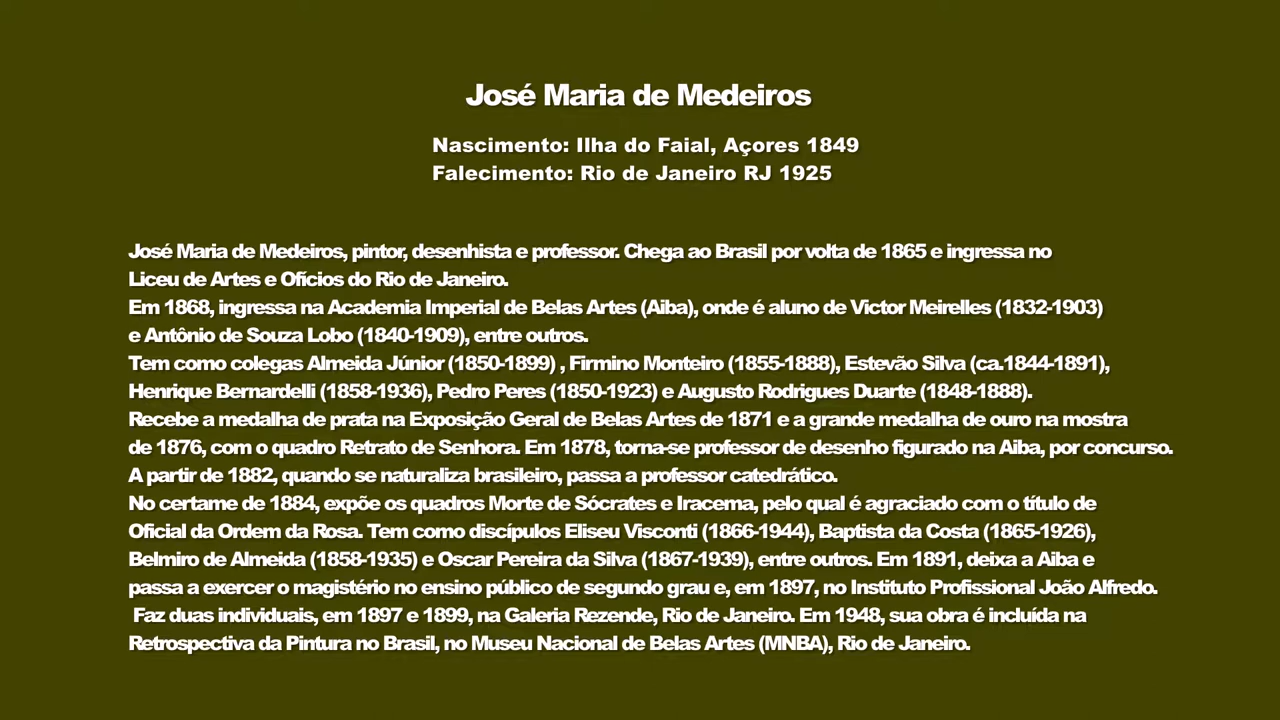 José Maria de Medeiros
Nascimento: Ilha do Faial, Açores 1849
Falecimento: Rio de Janeiro RJ 1925
José Maria de Medeiros, pintor, desenhista e professor. Chega ao Brasil por volta de 1865 e ingressa no
Liceu de Artes e Ofícios do Rio de Janeiro.
Em 1868, ingressa na Academia Imperial de Belas Artes (Aiba), onde é aluno de Victor Meirelles (1832-1903)
e Antônio de Souza Lobo (1840-1909), entre outros.
Tem como colegas Almeida Júnior (1850-1899) , Firmino Monteiro (1855-1888), Estevão Silva (ca.1844-1891),
Henrique Bernardelli (1858-1936), Pedro Peres (1850-1923) e Augusto Rodrigues Duarte (1848-1888).
Recebe a medalha de prata na Exposição Geral de Belas Artes de 1871 e a grande medalha de ouro na mostra
de 1876, com o quadro Retrato de Senhora. Em 1878, torna-se professor de desenho figurado na Aiba, por concurso.
A partir de 1882, quando se naturaliza brasileiro, passa a professor catedrático.
No certame de 1884, expõe os quadros Morte de Sócrates e Iracema, pelo qual é agraciado com o título de
Oficial da Ordem da Rosa. Tem como discípulos Eliseu Visconti (1866-1944), Baptista da Costa (1865-1926),
Belmiro de Almeida (1858-1935) e Oscar Pereira da Silva (1867-1939), entre outros. Em 1891, deixa a Aiba e
passa a exercer o magistério no ensino público de segundo grau e, em 1897, no Instituto Profissional João Alfredo.
Faz duas individuais, em 1897 e 1899, na Galeria Rezende, Rio de Janeiro. Em 1948, sua obra é incluída na
Retrospectiva da Pintura no Brasil, no Museu Nacional de Belas Artes (MNBA), Rio de Janeiro.